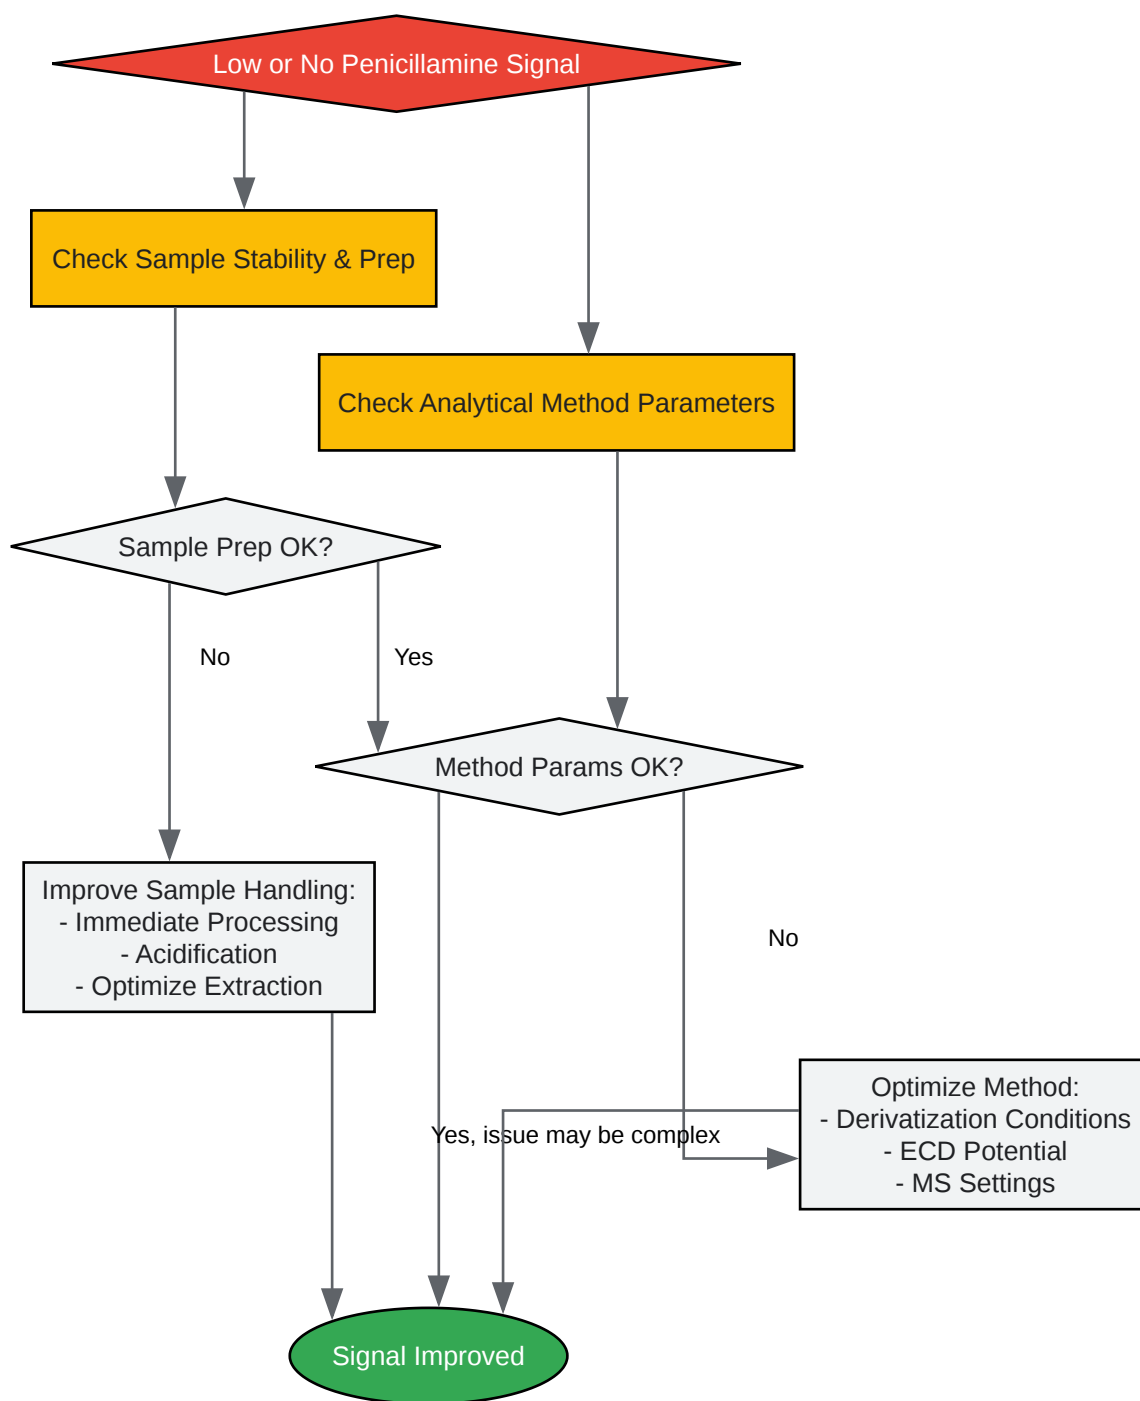 Low or No Penicillamine Signal
Check Sample Stability & Prep
Check Analytical Method Parameters
Sample Prep OK?
No
Yes
Method Params OK?
Improve Sample Handling:
- Immediate Processing
- Acidification
- Optimize Extraction
No
Optimize Method:
- Derivatization Conditions
- ECD Potential
- MS Settings
Yes, issue may be complex
Signal Improved